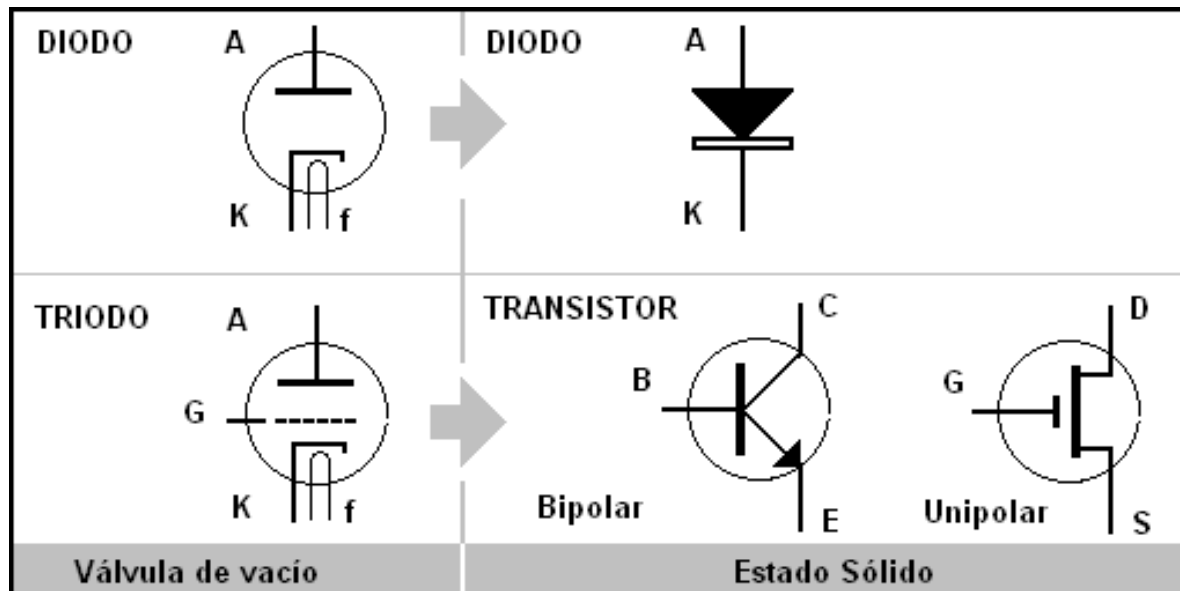 DIODO
A
K
f
DIODO
A
K
TRIODO
A
G
K
f
TRANSISTOR
B
C
E
Bipolar
G
D
S
Unipolar
Válvula de vacío
Estado Sólido